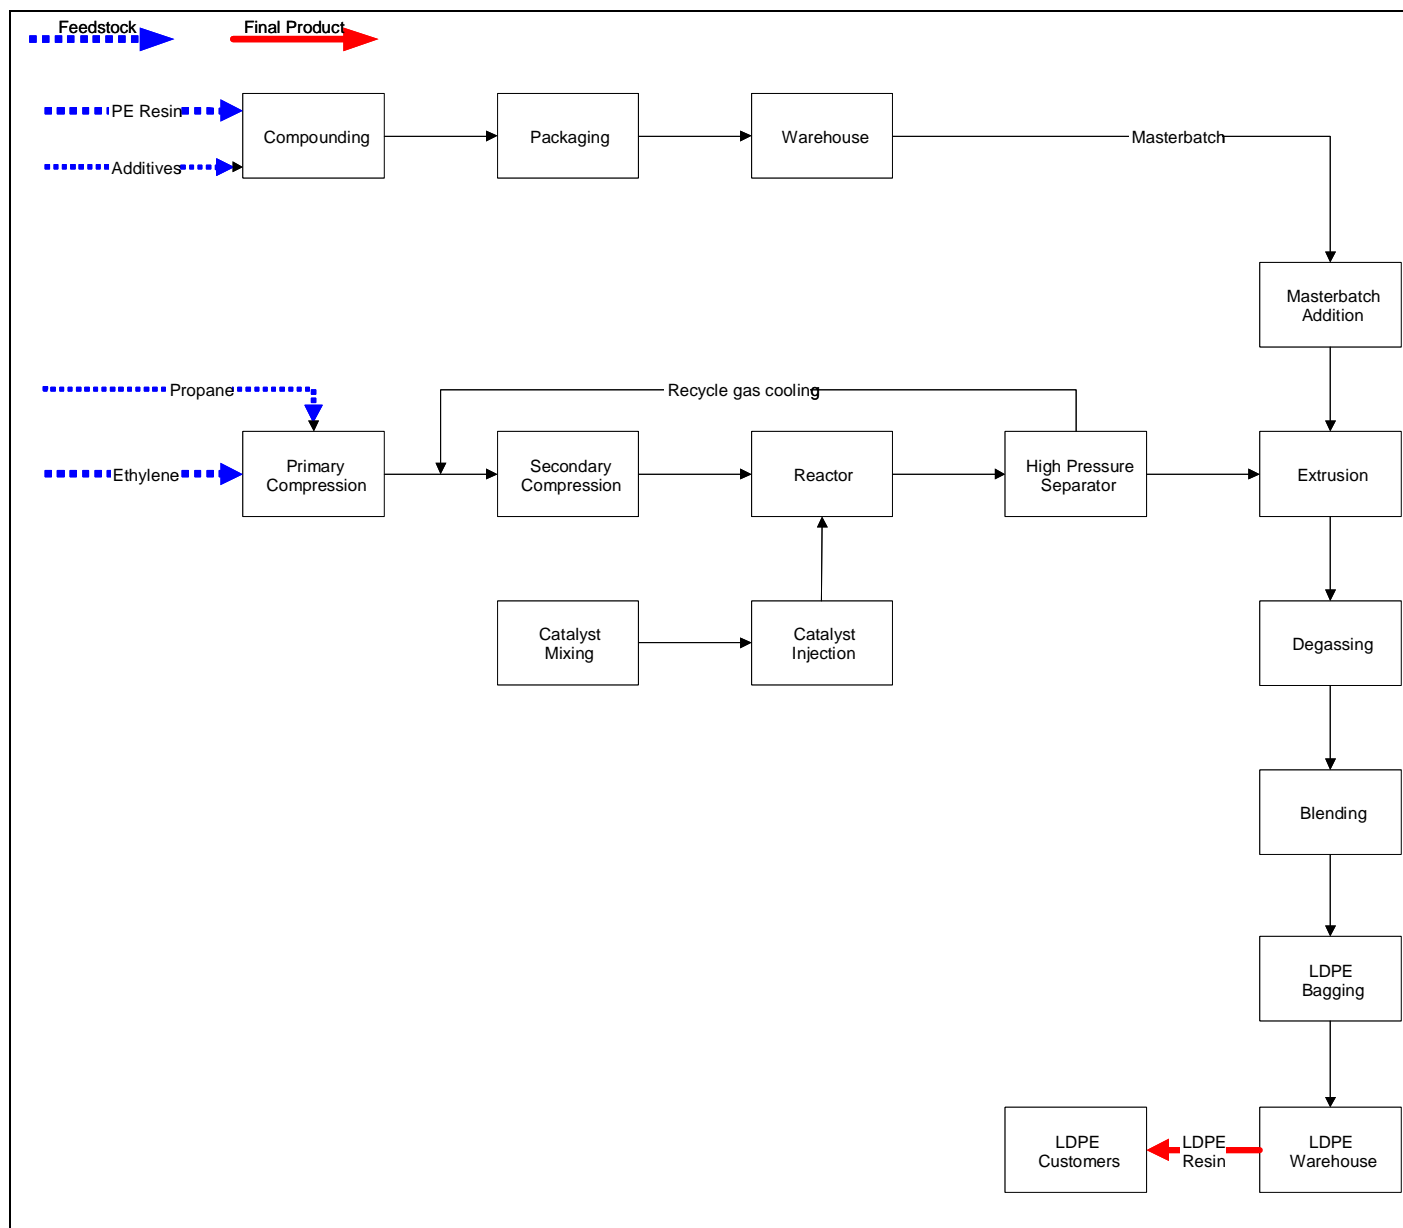 Feedstock
Final Product
PE Resin
Additives
Compounding
Packaging
Warehouse
Masterbatch
Masterbatch
Addition
Propane
Recycle gas cooling
Ethylene
Primary
Compression
Secondary
Compression
Reactor
High Pressure
Separator
Extrusion
Catalyst
Mixing
Catalyst
Injection
Degassing
Blending
LDPE
Bagging
LDPE
Customers
LDPE
Resin
LDPE
Warehouse